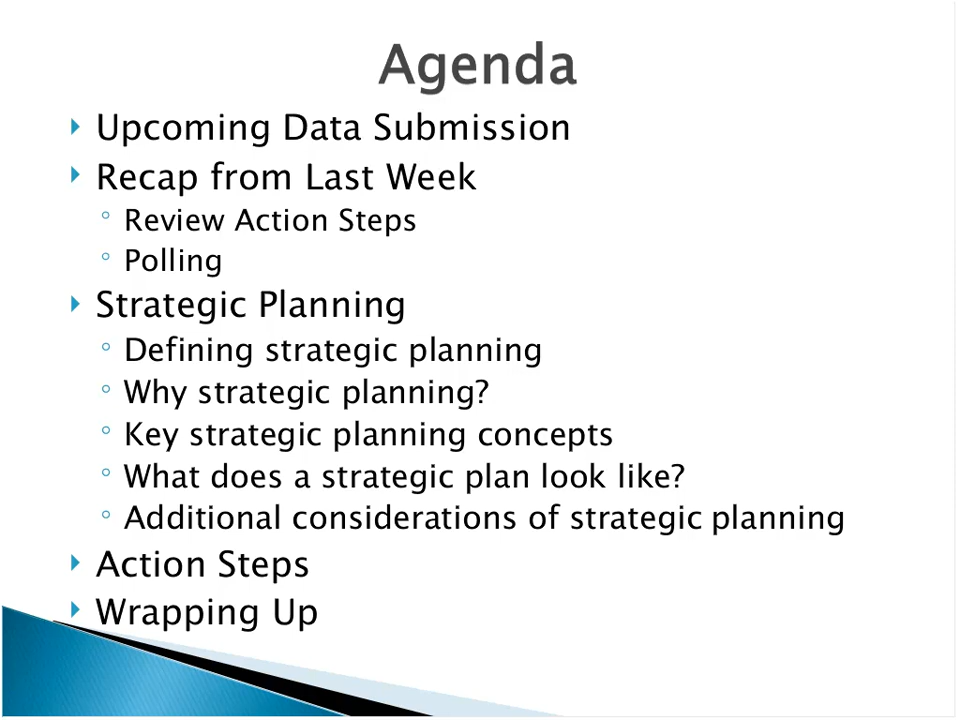 Agenda
Upcoming Data Submission
Recap from Last Week
Review Action Steps
Polling
Strategic Planning
Defining strategic planning
Why strategic planning?
Key strategic planning concepts
What does a strategic plan look like?
Additional considerations of strategic planning
Action Steps
Wrapping Up